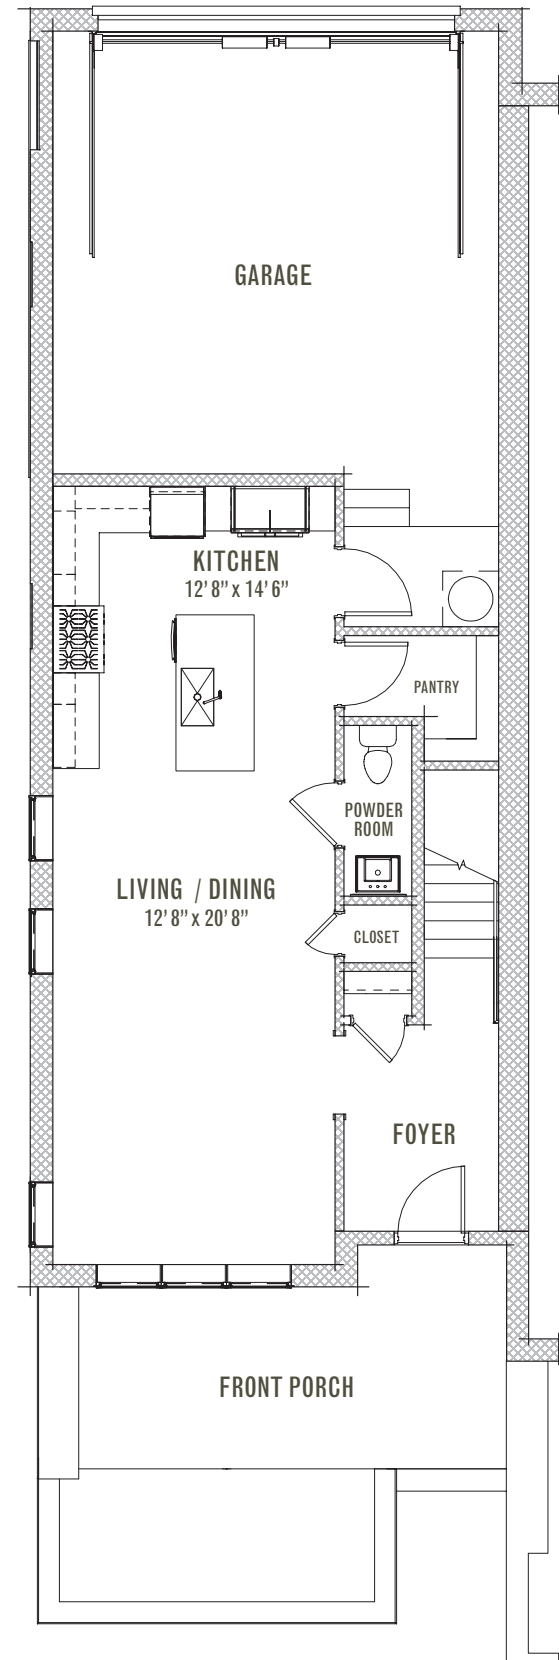 GARAGE
KITCHEN
12'8" x 14'6"
PANTRY
POWDER
ROOM
LIVING / DINING
12'8" x 20'8"
CLOSET
FOYER
FRONT PORCH